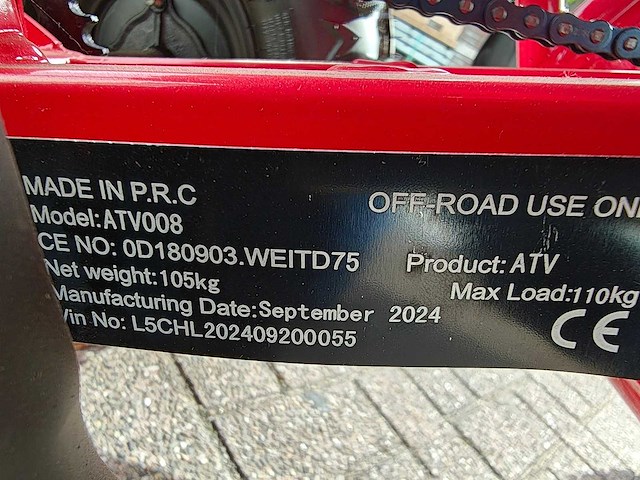 MADE IN P.R.C
OFF-ROAD USE
Model:ATV008
CE NO: 0D180903.WEITD75
Product: ATV
Net weight:105kg
Max Load:110kg
Manufacturing Date:September 2024
Vin No: L5CHL202409200055
CE